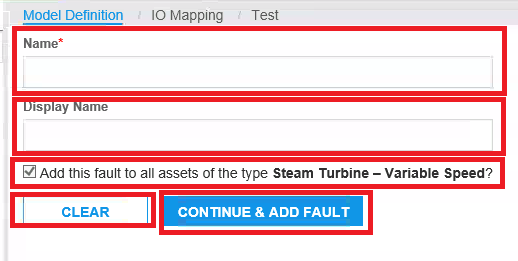 Model Definition / IO Mapping / Test
Name*
Display Name
Add this fault to all assets of the type Steam Turbine – Variable Speed?
CLEAR CONTINUE & ADD FAULT